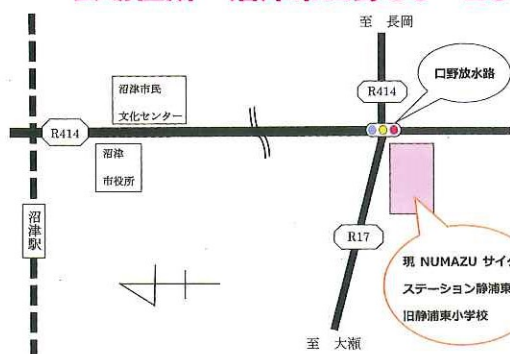 至 長岡
沼津市民
文化センター
R414
口野放水路
R414
沼津
市役所
沼津駅
R17
現 NUMAZU サイク
ステーション静浦東
旧静浦東小学校
至 大瀬